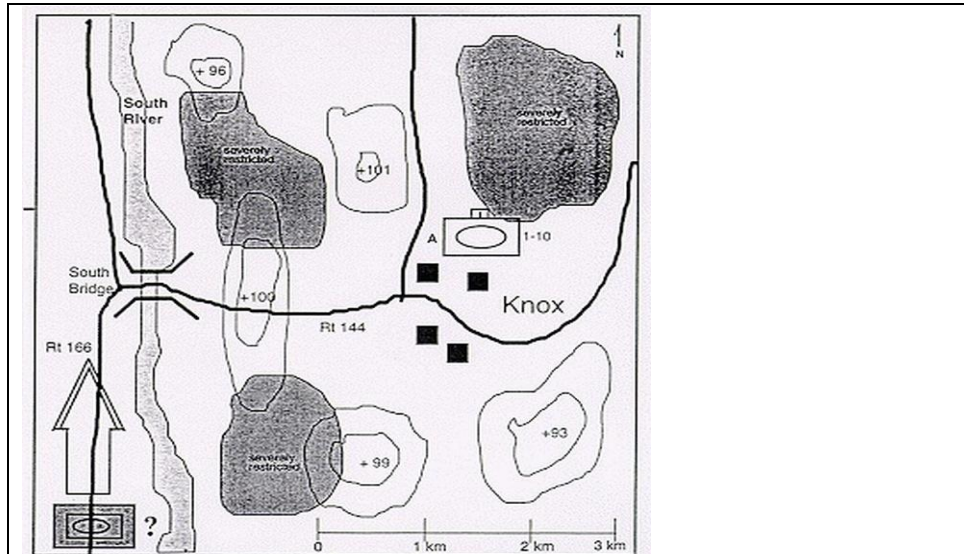 N
+ 96
South
River
severely
restricted
severely
restricted
+101
A
1-10
South
Bridge
+100
Knox
Rt 144
Rt 166
+93
severely
restricted
+ 99
?
0
1 km
2 km
3 km